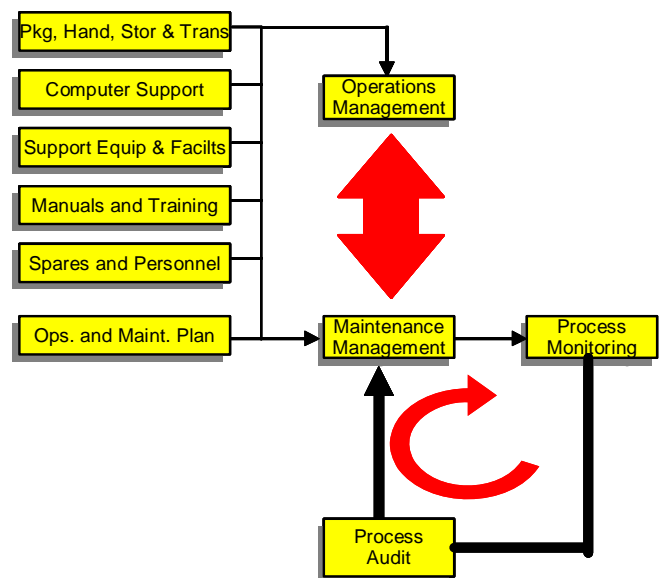 Pkg, Hand, Stor & Trans
Computer Support
Support Equip & Facilts
Manuals and Training
Spares and Personnel
Ops. and Maint. Plan
Operations
Management
Maintenance
Management
Process
Monitoring
Process
Audit